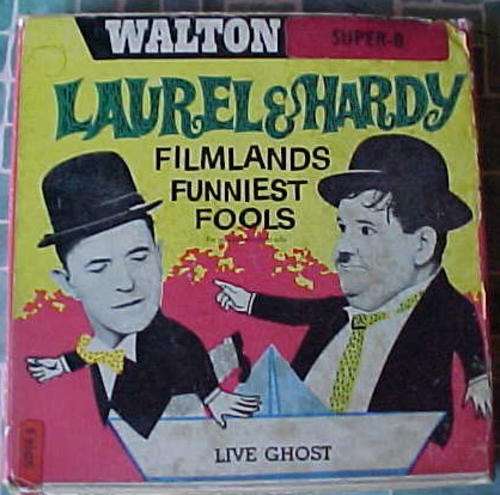 WALTON
SUPER-8
LAUREL & HARDY
FILMLANDS
FUNNIEST
FOOLS
LIVE GHOST